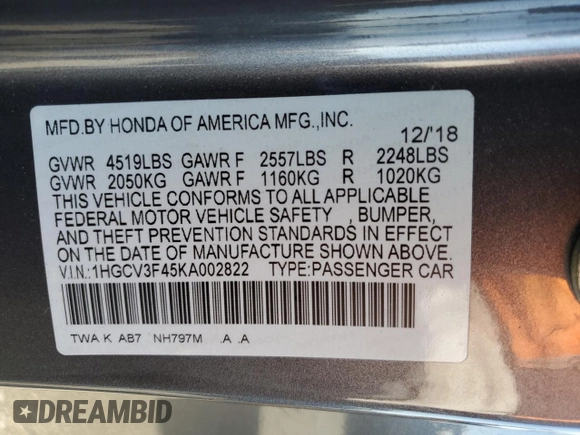 MFD.BY HONDA OF AMERICA MFG.,INC.
12/'18
GVWR 4519LBS GAWR F 2557LBS R 2248LBS
GVWR 2050KG GAWR F 1160KG R 1020KG
THIS VEHICLE CONFORMS TO ALL APPLICABLE
FEDERAL MOTOR VEHICLE SAFETY , BUMPER,
AND THEFT PREVENTION STANDARDS IN EFFECT
ON THE DATE OF MANUFACTURE SHOWN ABOVE.
V.I.N.:1HGCV3F45KA002822 TYPE:PASSENGER CAR
TWA K AB7 NH797M .A .A
DREAMBID